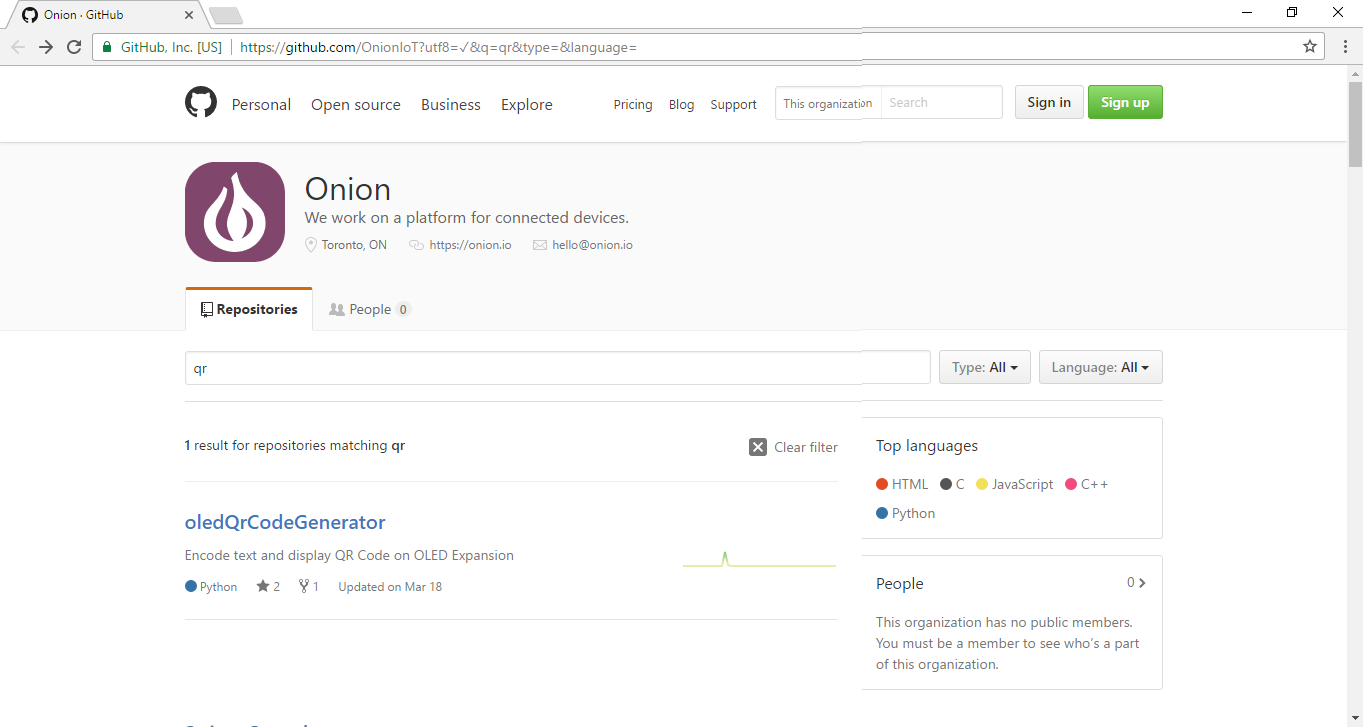 Onion · GitHub
GitHub, Inc. [US] https://github.com/OnionIoT?utf8=✓&q=qr&type=&language=
Personal Open source Business Explore Pricing Blog Support This organization Search Sign in Sign up
Onion
We work on a platform for connected devices.
Toronto, ON https://onion.io hello@onion.io
Repositories People 0
qr Type: All Language: All
1 result for repositories matching qr Clear filter
oledQrCodeGenerator
Encode text and display QR Code on OLED Expansion
Python 2 1 Updated on Mar 18
Top languages
HTML C JavaScript C++
Python
People 0
This organization has no public members.
You must be a member to see who's a part
of this organization.